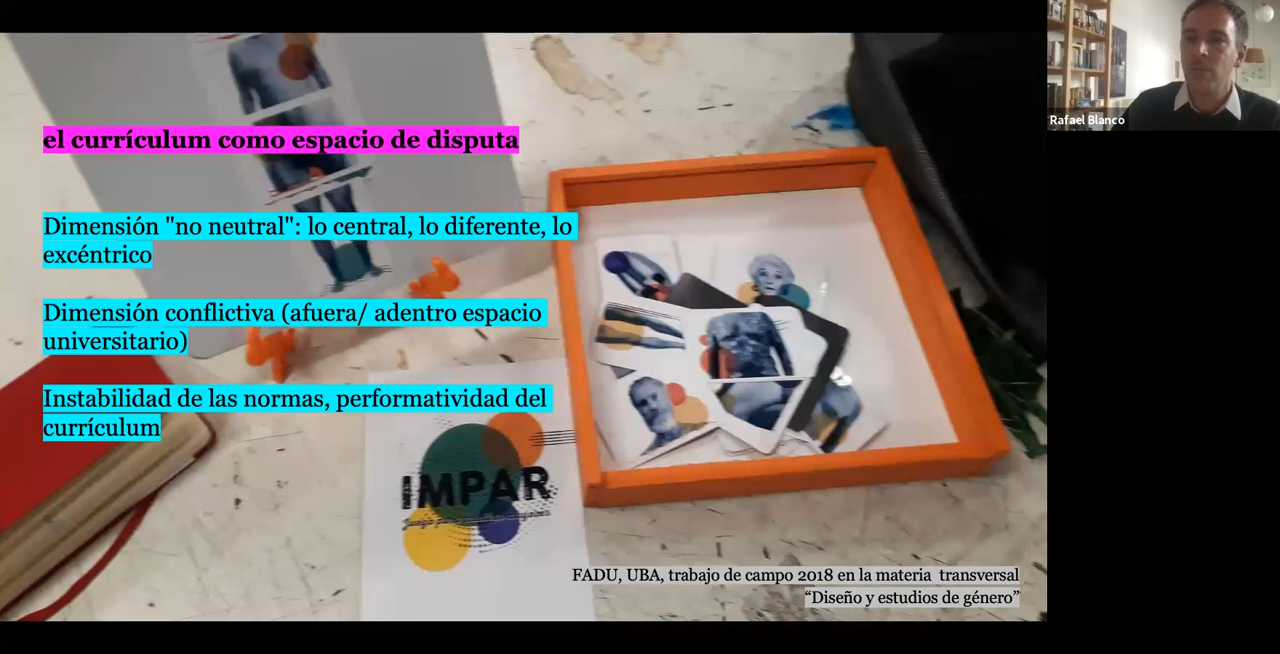 el currículum como espacio de disputa
Dimensión "no neutral": lo central, lo diferente, lo
excéntrico
Dimensión conflictiva (afuera/ adentro espacio
universitario)
Instabilidad de las normas, performatividad del
currículum
IMPAR
FADU, UBA, trabajo de campo 2018 en la materia transversal
“Diseño y estudios de género”
Rafael Blanco